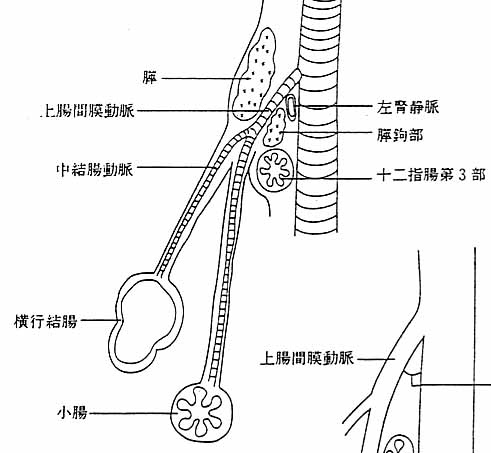 膵
上腸間膜動脈
左腎静脈
膵鉤部
中結腸動脈
十二指腸第3部
横行結腸
上腸間膜動脈
小腸